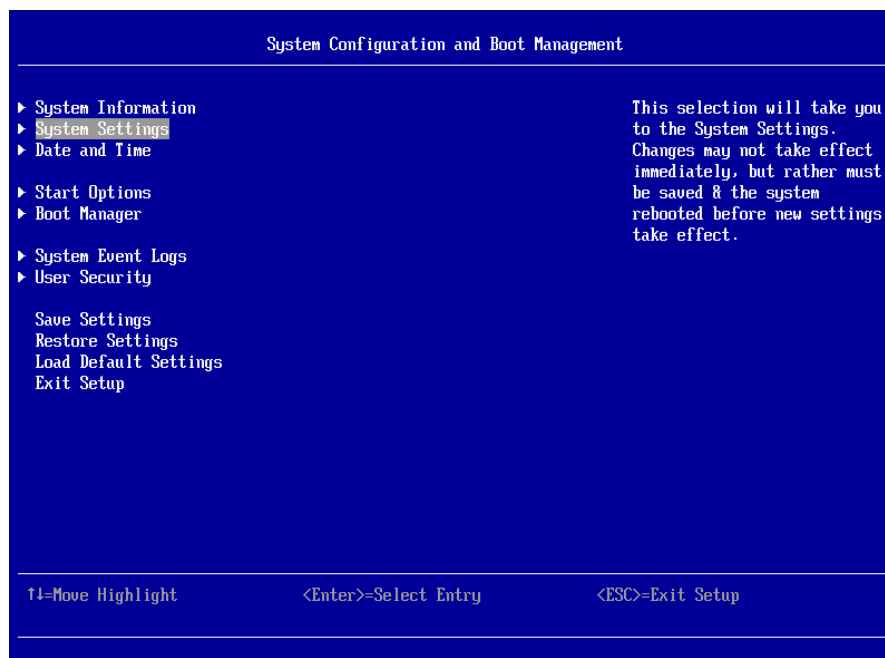 System Configuration and Boot Management
▶ System Information
▶ System Settings
▶ Date and Time
▶ Start Options
▶ Boot Manager
▶ System Event Logs
▶ User Security
Save Settings
Restore Settings
Load Default Settings
Exit Setup
This selection will take you
to the System Settings.
Changes may not take effect
immediately, but rather must
be saved & the system
rebooted before new settings
take effect.
↑↓=Move Highlight <Enter>=Select Entry <ESC>=Exit Setup